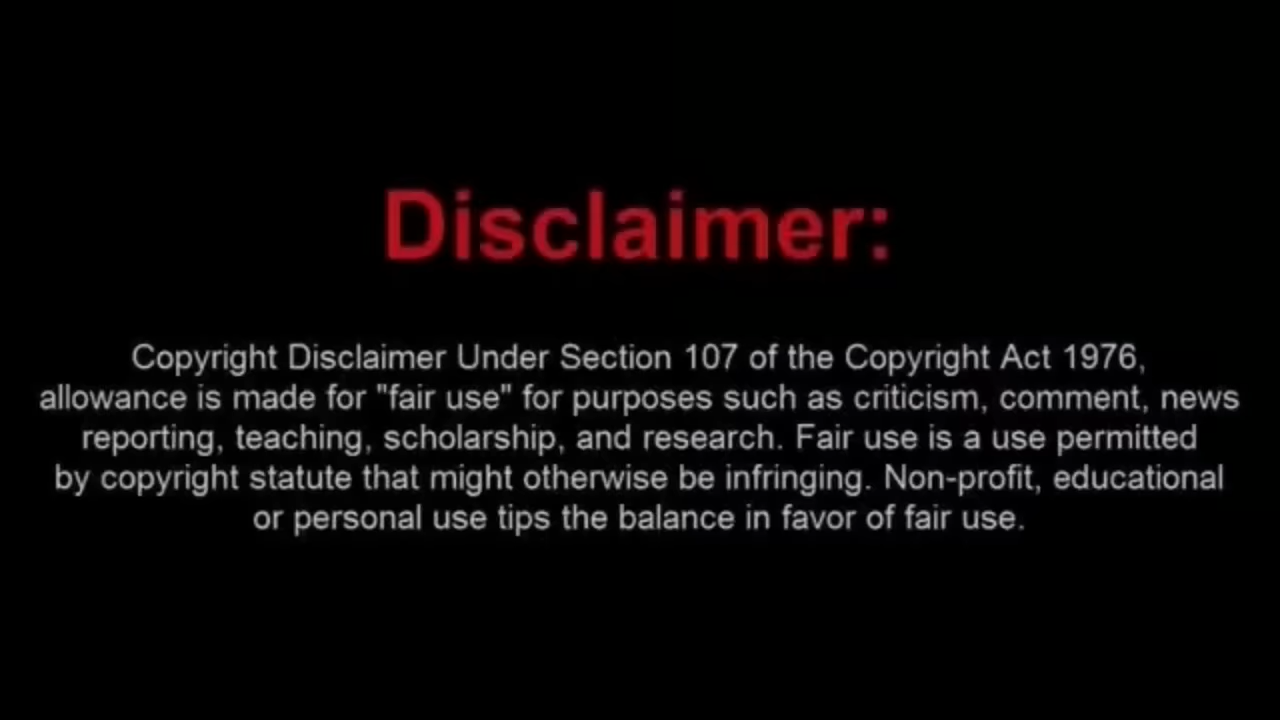 Disclaimer:
Copyright Disclaimer Under Section 107 of the Copyright Act 1976,
allowance is made for "fair use" for purposes such as criticism, comment, news
reporting, teaching, scholarship, and research. Fair use is a use permitted
by copyright statute that might otherwise be infringing. Non-profit, educational
or personal use tips the balance in favor of fair use.